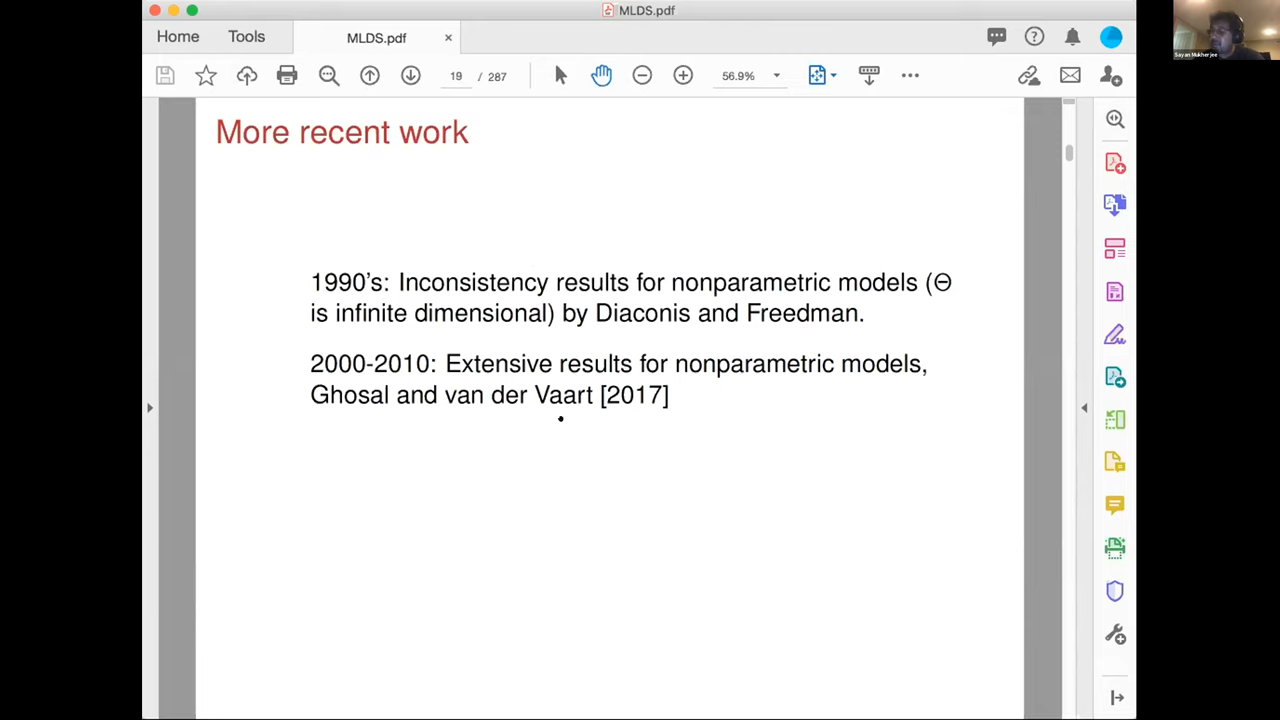 MLDS.pdf
Home
Tools
MLDS.pdf
×
19 / 287
56.9%
Sayan Mukherjee
More recent work
1990's: Inconsistency results for nonparametric models (Θ
is infinite dimensional) by Diaconis and Freedman.
2000-2010: Extensive results for nonparametric models,
Ghosal and van der Vaart [2017]